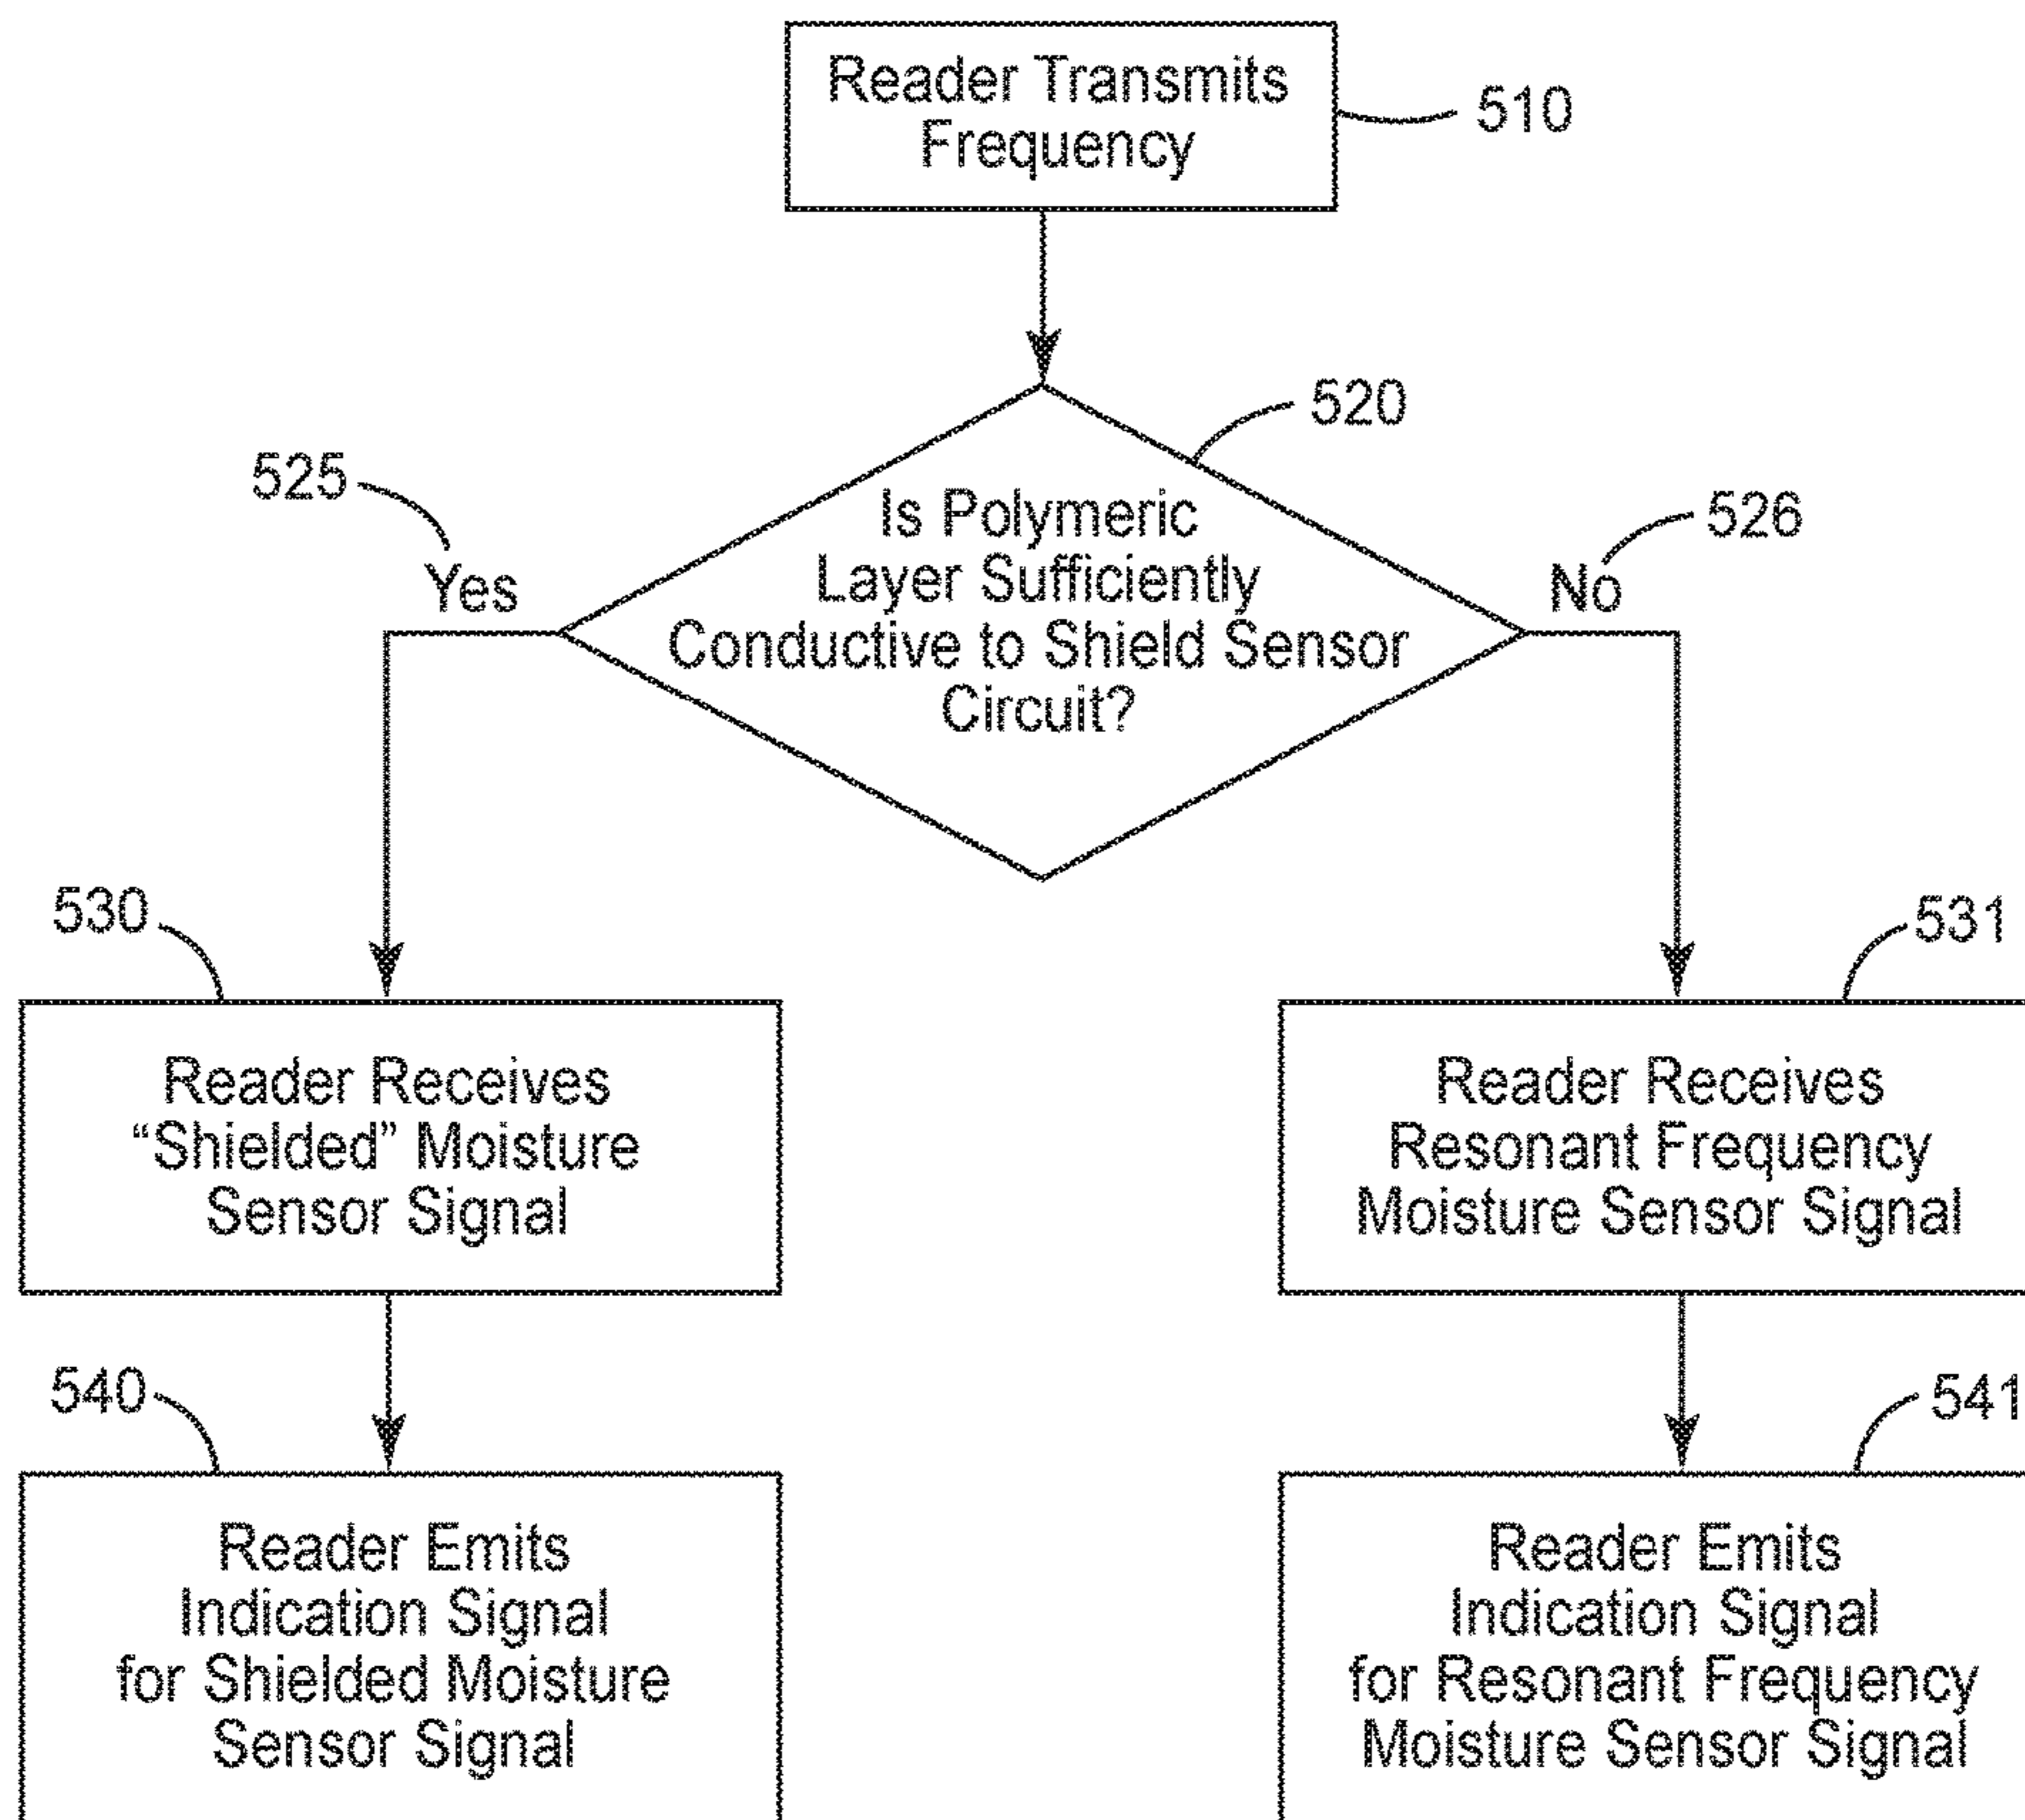 Reader Transmits
Frequency
510
520
Is Polymeric
Layer Sufficiently
Conductive to Shield Sensor
Circuit?
525
Yes
526
No
530
Reader Receives
“Shielded” Moisture
Sensor Signal
531
Reader Receives
Resonant Frequency
Moisture Sensor Signal
540
Reader Emits
Indication Signal
for Shielded Moisture
Sensor Signal
541
Reader Emits
Indication Signal
for Resonant Frequency
Moisture Sensor Signal